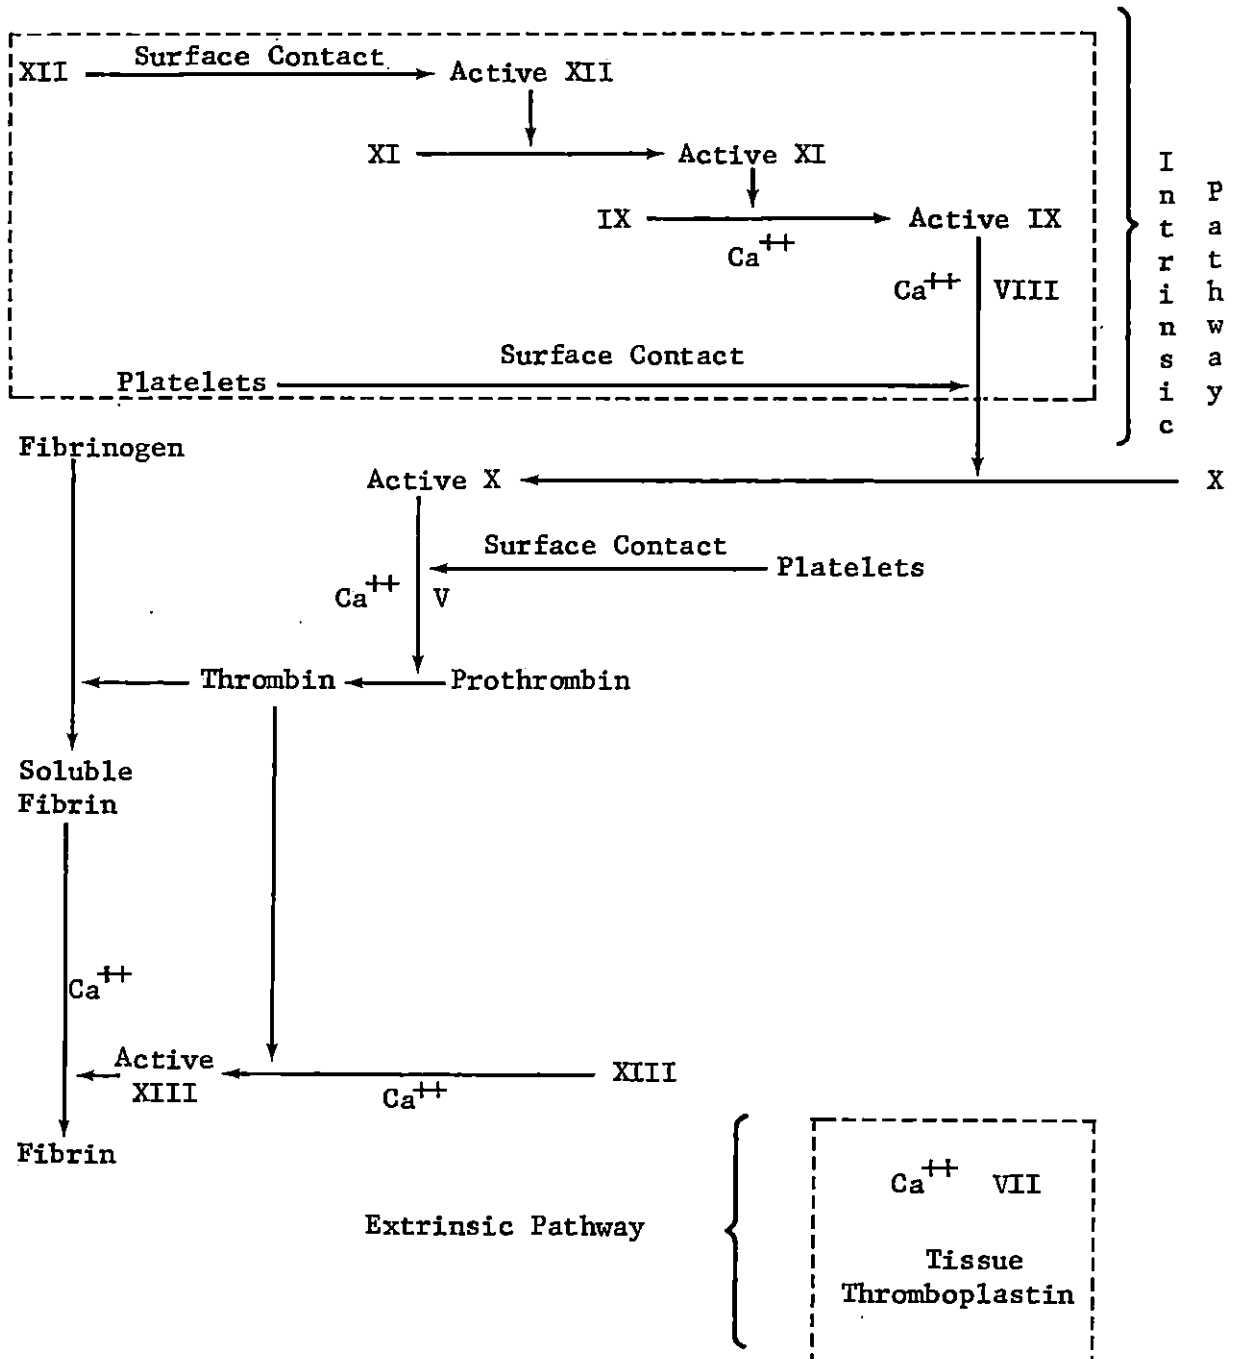 Surface Contact
XII Active XII
XI Active XI
IX Active IX
Ca++
Ca++ VIII
Surface Contact
Platelets
Intrinsic
Pathway
Fibrinogen
Active X X
Surface Contact
Platelets
Ca++ V
Thrombin Prothrombin
Soluble
Fibrin
Ca++
Active
XIII
XIII
Ca++
Fibrin
Ca++ VII
Extrinsic Pathway
Tissue
Thromboplastin